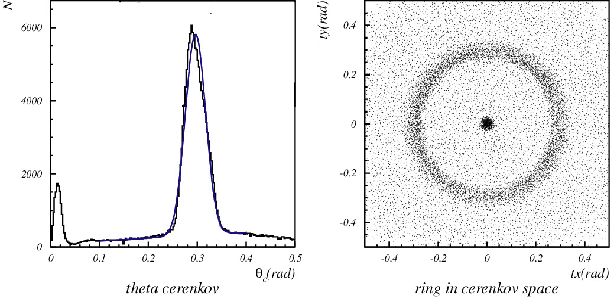 N
6000
4000
2000
0
0 0.1 0.2 0.3 0.4 0.5
θc(rad)
theta cerenkov
ty(rad)
0.4
0.2
0
-0.2
-0.4
-0.4 -0.2 0 0.2 0.4
tx(rad)
ring in cerenkov space